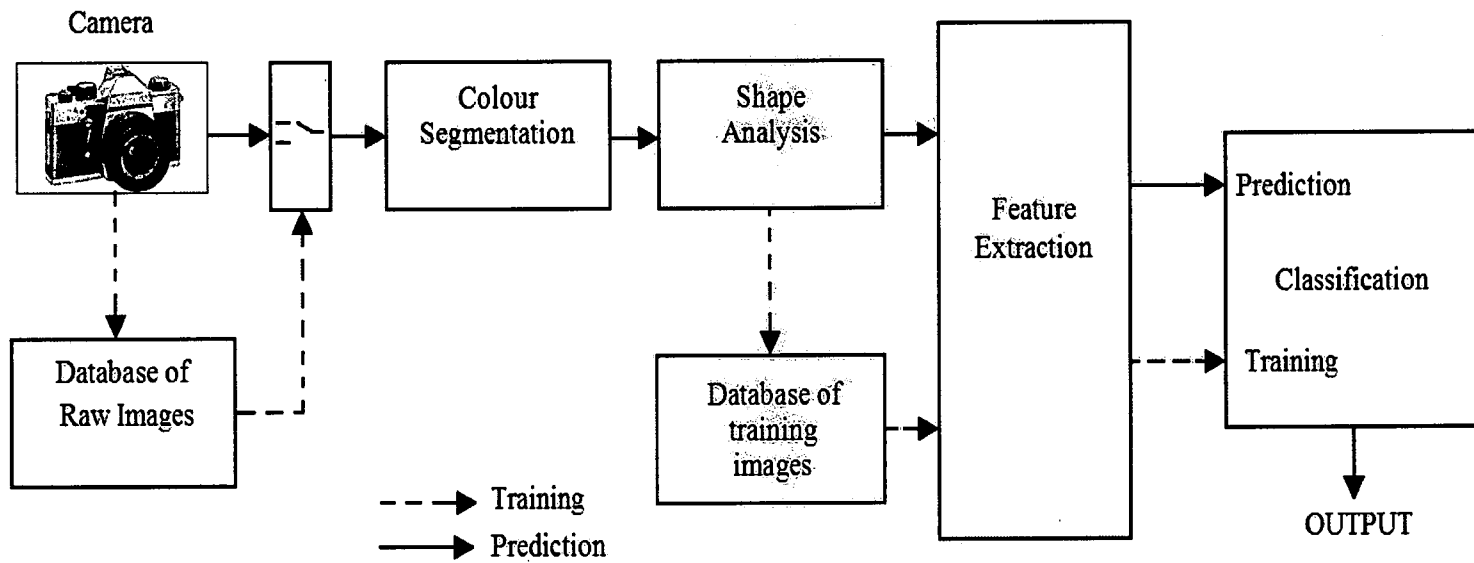 Camera
Colour
Segmentation
Shape
Analysis
Feature
Extraction
Prediction
Classification
Training
OUTPUT
Database of
Raw Images
Database of
training
images
Training
Prediction